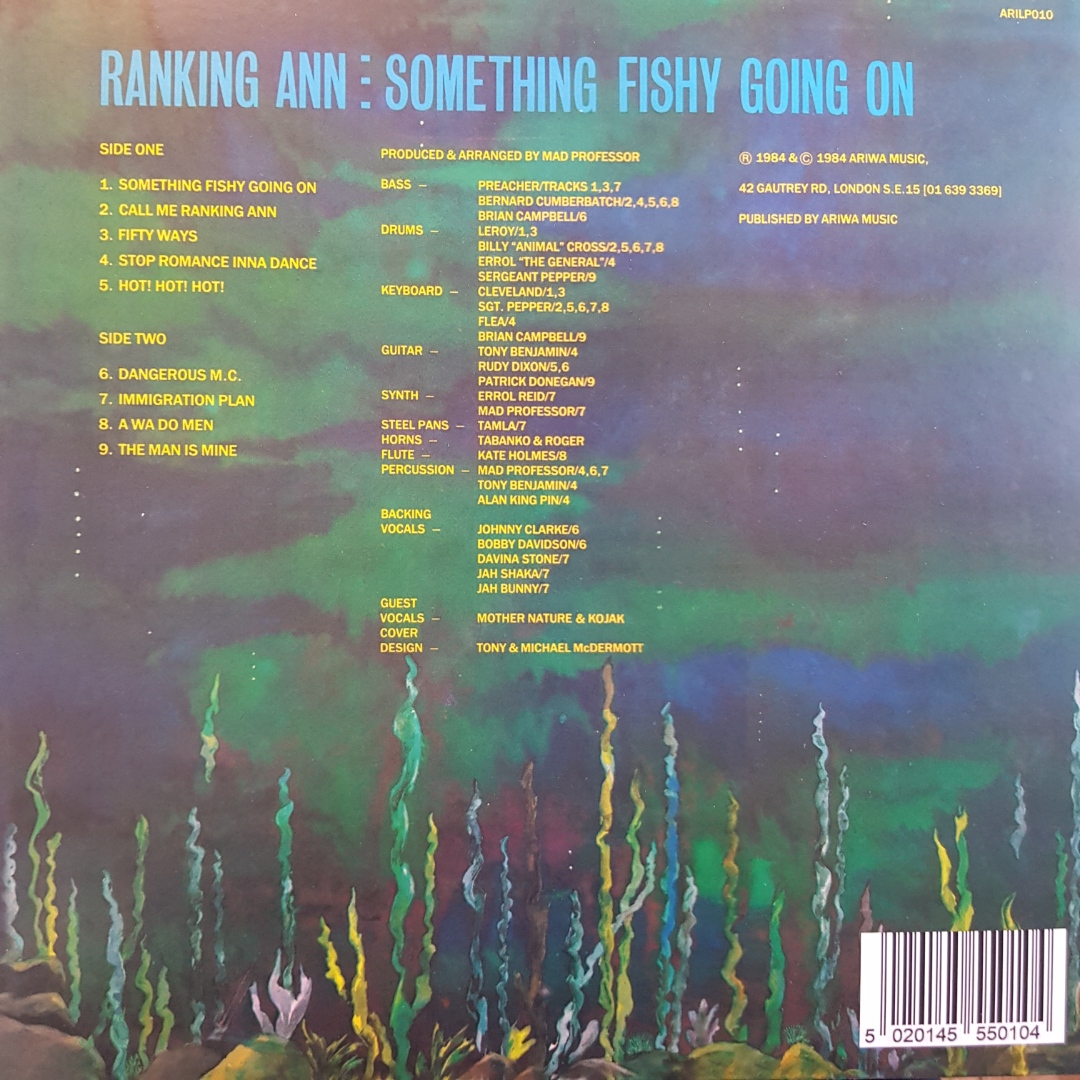 ARILP010
RANKING ANN : SOMETHING FISHY GOING ON
SIDE ONE
1. SOMETHING FISHY GOING ON
2. CALL ME RANKING ANN
3. FIFTY WAYS
4. STOP ROMANCE INNA DANCE
5. HOT! HOT! HOT!
SIDE TWO
6. DANGEROUS M.C.
7. IMMIGRATION PLAN
8. A WA DO MEN
9. THE MAN IS MINE
PRODUCED & ARRANGED BY MAD PROFESSOR
BASS – PREACHER/TRACKS 1,3,7
BERNARD CUMBERBATCH/2,4,5,6,8
BRIAN CAMPBELL/6
DRUMS – LEROY/1,3
BILLY "ANIMAL" CROSS/2,5,6,7,8
ERROL "THE GENERAL"/4
SERGEANT PEPPER/9
KEYBOARD – CLEVELAND/1,3
SGT. PEPPER/2,5,6,7,8
FLEA/4
BRIAN CAMPBELL/9
GUITAR – TONY BENJAMIN/4
RUDY DIXON/5,6
PATRICK DONEGAN/9
SYNTH – ERROL REID/7
MAD PROFESSOR/7
STEEL PANS – TAMLA/7
HORNS – TABANKO & ROGER
FLUTE – KATE HOLMES/8
PERCUSSION – MAD PROFESSOR/4,6,7
TONY BENJAMIN/4
ALAN KING PIN/4
BACKING
VOCALS – JOHNNY CLARKE/6
BOBBY DAVIDSON/6
DAVINA STONE/7
JAH SHAKA/7
JAH BUNNY/7
GUEST
VOCALS – MOTHER NATURE & KOJAK
COVER
DESIGN – TONY & MICHAEL McDERMOTT
Ⓡ 1984 & © 1984 ARIWA MUSIC,
42 GAUTREY RD, LONDON S.E.15 [01 639 3369]
PUBLISHED BY ARIWA MUSIC
5 020145 550104